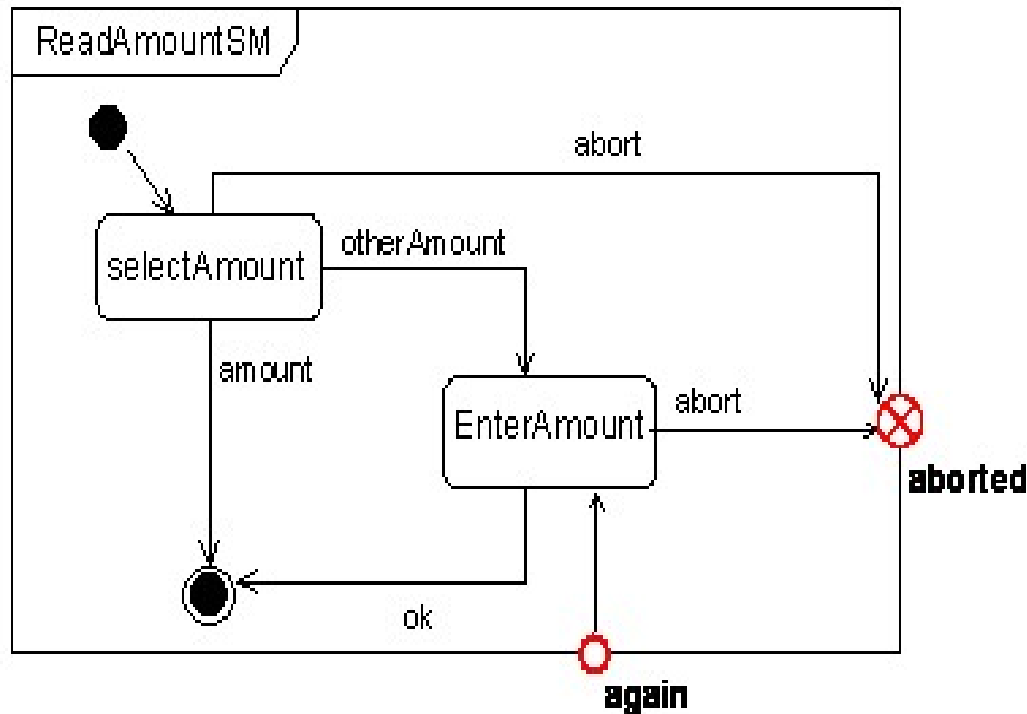 ReadAmountSM
abort
otherAmount
selectAmount
amount
abort
EnterAmount
aborted
ok
again